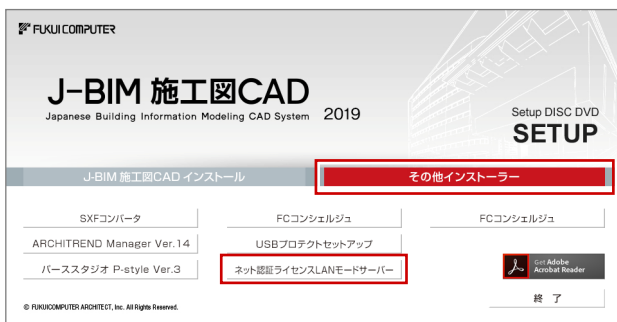 FUKUI COMPUTER
J-BIM 施工図CAD
Japanese Building Information Modeling CAD System 2019
Setup DISC DVD
SETUP
J-BIM 施工図CAD インストール その他インストーラー
SXFコンバータ FCコンシェルジュ FCコンシェルジュ
ARCHITREND Manager Ver.14 USBプロテクトセットアップ
パーススタジオ P-style Ver.3 ネット認証ライセンスLANモードサーバー
Get Adobe
Acrobat Reader
終 了
© FUKUICOMPUTER ARCHITECT, Inc. All Rights Reserved.